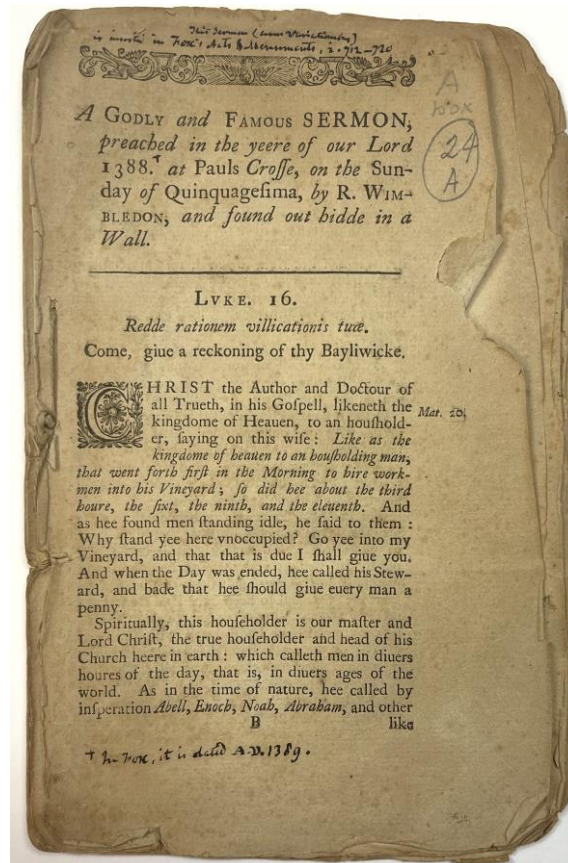 This Sermon (some Variations)
is inserted in Fox's Acts & Monuments, 2. 712-720
A
box
24
A
A GODLY and FAMOUS SERMON,
preached in the yeere of our Lord
1388.† at Pauls Croſſe, on the Sun-
day of Quinquageſima, by R. WIM-
BLEDON, and found out hidde in a
Wall.
LVKE. 16.
Redde rationem villicationis tuæ.
Come, giue a reckoning of thy Bayliwicke.
CHRIST the Author and Doctour of
all Trueth, in his Goſpell, likeneth the
kingdome of Heauen, to an houſhold-
er, ſaying on this wiſe: Like as the
kingdome of heauen to an houſholding man,
that went forth firſt in the Morning to hire work-
men into his Vineyard; ſo did hee about the third
houre, the ſixt, the ninth, and the eleuenth. And
as hee found men ſtanding idle, he ſaid to them:
Why ſtand yee here vnoccupied? Go yee into my
Vineyard, and that that is due I ſhall giue you.
And when the Day was ended, hee called his Stew-
ard, and bade that hee ſhould giue euery man a
penny.
Mat. 20.
Spiritually, this houſeholder is our maſter and
Lord Chriſt, the true houſeholder and head of his
Church heere in earth: which calleth men in diuers
houres of the day, that is, in diuers ages of the
world. As in the time of nature, hee called by
inſperation Abell, Enoch, Noah, Abraham, and other
B like
† In Fox, it is dated A.D. 1389.